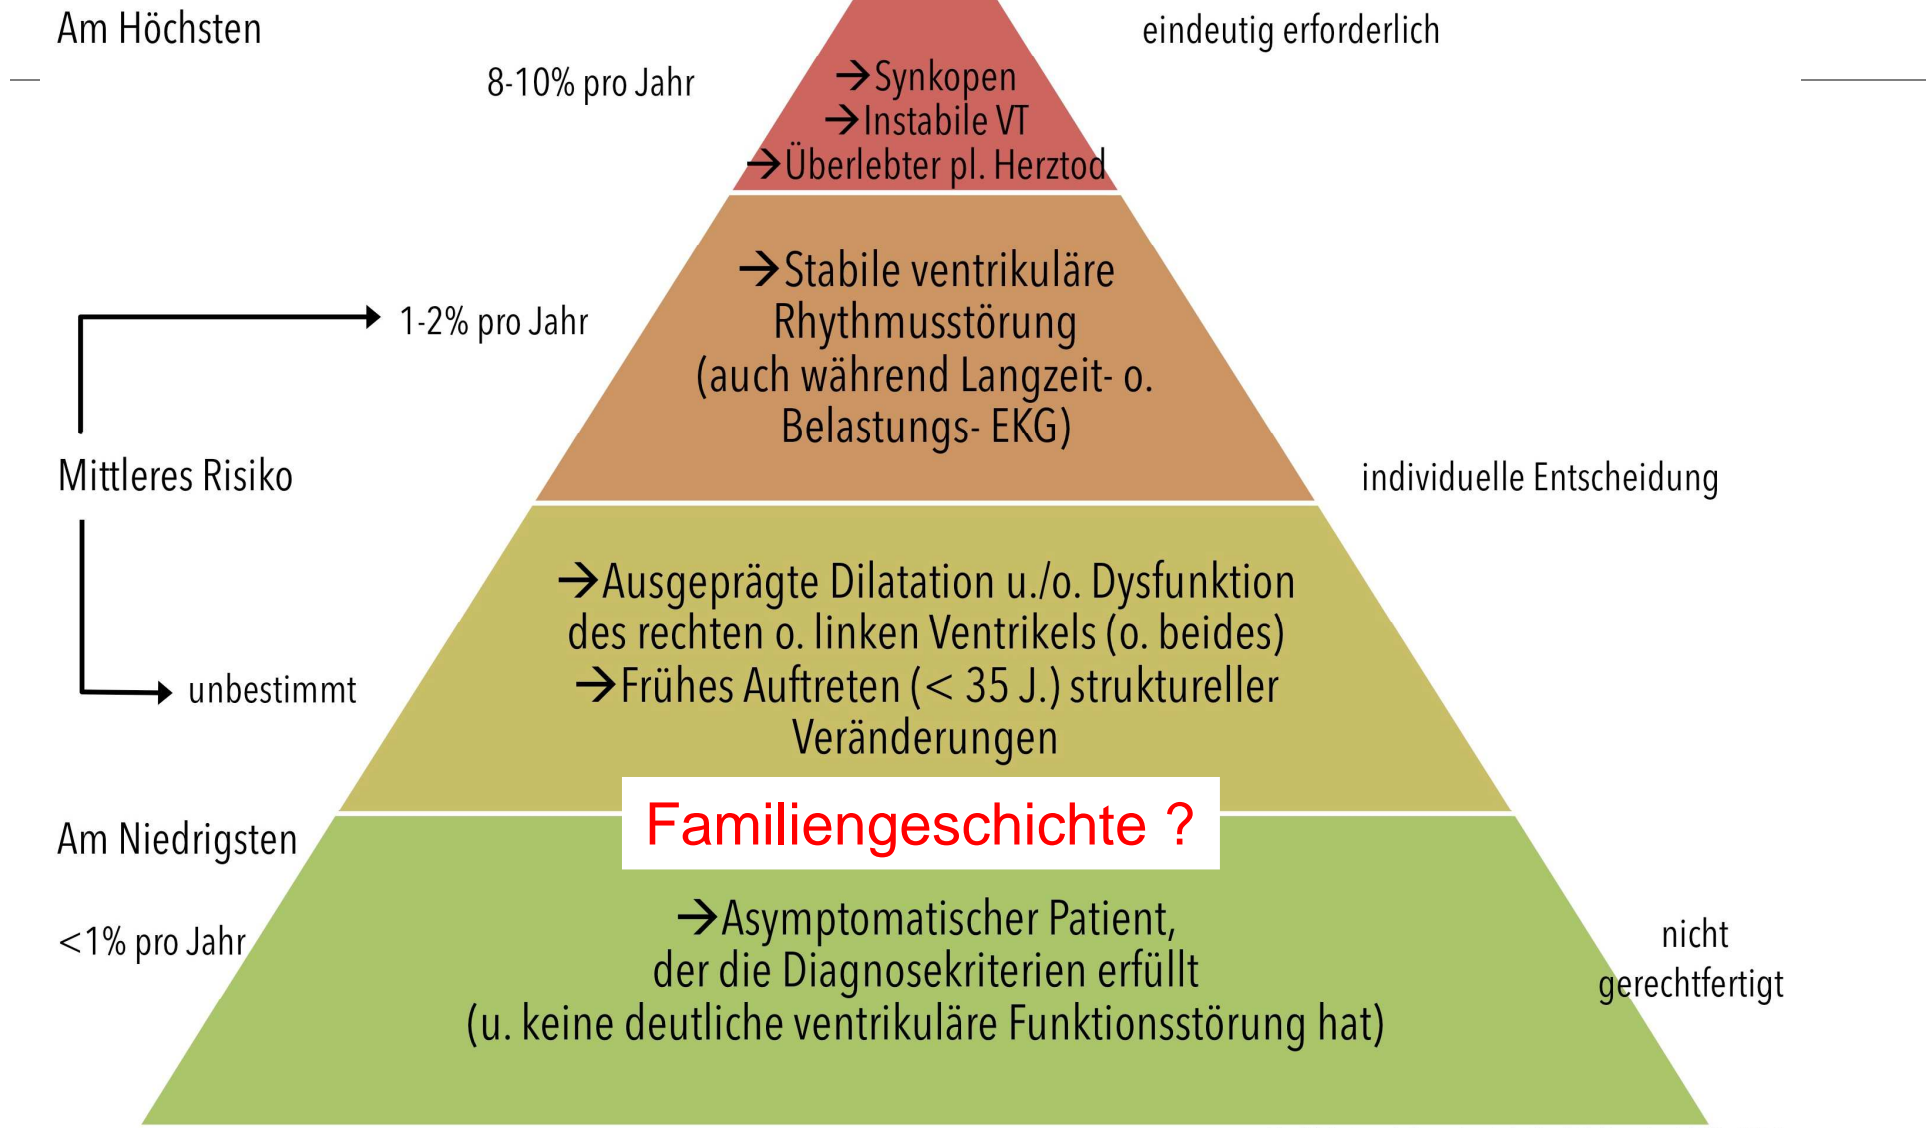 Am Höchsten
eindeutig erforderlich
8-10% pro Jahr
→Synkopen
→Instabile VT
→Überlebter pl. Herztod
→Stabile ventrikuläre
Rhythmusstörung
(auch während Langzeit- o.
Belastungs- EKG)
1-2% pro Jahr
Mittleres Risiko
individuelle Entscheidung
→Ausgeprägte Dilatation u./o. Dysfunktion
des rechten o. linken Ventrikels (o. beides)
→Frühes Auftreten (< 35 J.) struktureller
Veränderungen
unbestimmt
Familiengeschichte ?
Am Niedrigsten
<1% pro Jahr
→Asymptomatischer Patient,
der die Diagnosekriterien erfüllt
(u. keine deutliche ventrikuläre Funktionsstörung hat)
nicht
gerechtfertigt